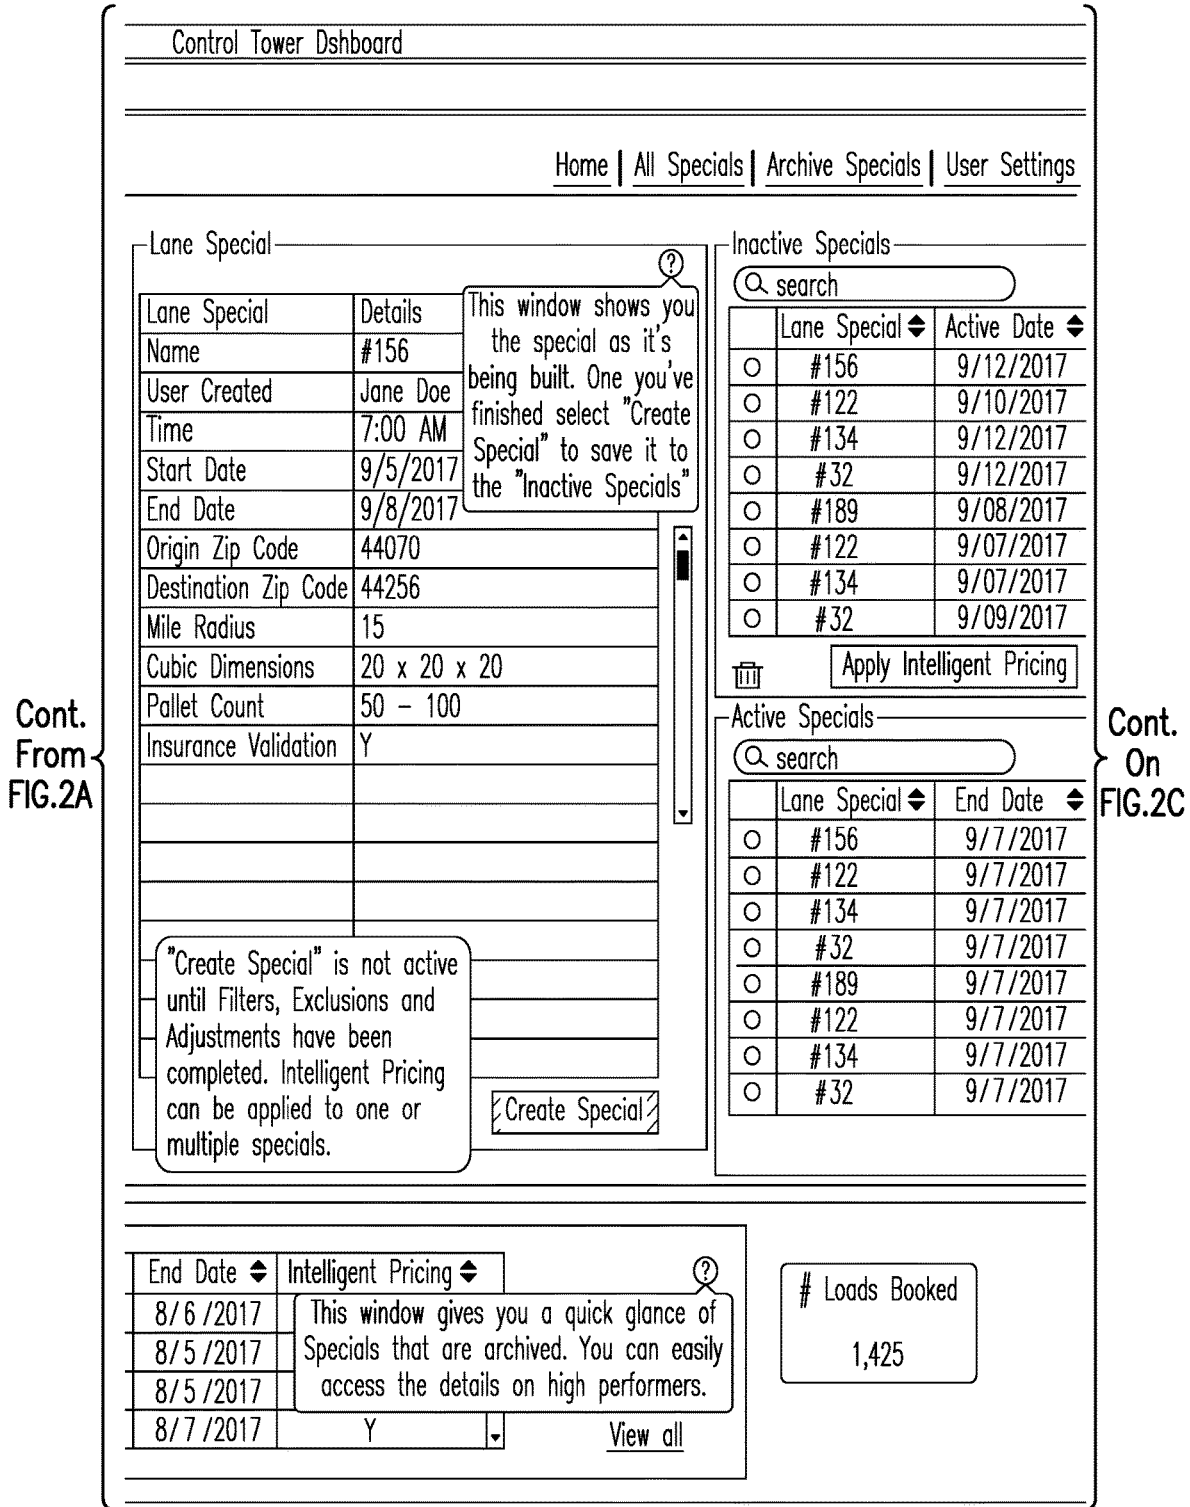 Control Tower Dshboard
Home | All Specials | Archive Specials | User Settings
Lane Special
?
This window shows you
the special as it's
being built. One you've
finished select "Create
Special" to save it to
the "Inactive Specials"
Lane Special Details
Name #156
User Created Jane Doe
Time 7:00 AM
Start Date 9/5/2017
End Date 9/8/2017
Origin Zip Code 44070
Destination Zip Code 44256
Mile Radius 15
Cubic Dimensions 20 x 20 x 20
Pallet Count 50 – 100
Insurance Validation Y
"Create Special" is not active
until Filters, Exclusions and
Adjustments have been
completed. Intelligent Pricing
can be applied to one or
multiple specials.
Create Special
Inactive Specials
search
Lane Special Active Date
#156 9/12/2017
#122 9/10/2017
#134 9/12/2017
#32 9/12/2017
#189 9/08/2017
#122 9/07/2017
#134 9/07/2017
#32 9/09/2017
Apply Intelligent Pricing
Active Specials
search
Lane Special End Date
#156 9/7/2017
#122 9/7/2017
#134 9/7/2017
#32 9/7/2017
#189 9/7/2017
#122 9/7/2017
#134 9/7/2017
#32 9/7/2017
Cont.
From
FIG.2A
Cont.
On
FIG.2C
End Date Intelligent Pricing
8/6/2017
8/5/2017
8/5/2017
8/7/2017 Y
?
This window gives you a quick glance of
Specials that are archived. You can easily
access the details on high performers.
View all
# Loads Booked
1,425